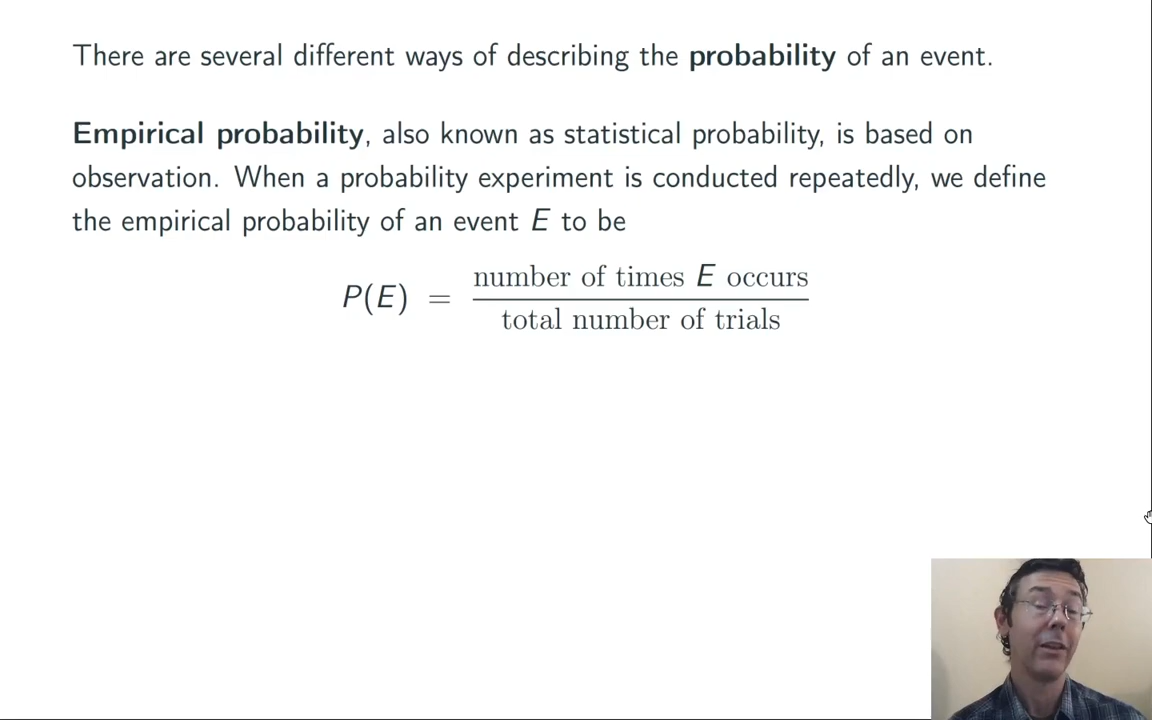 There are several different ways of describing the probability of an event.
Empirical probability, also known as statistical probability, is based on
observation. When a probability experiment is conducted repeatedly, we define
the empirical probability of an event E to be
P(E) = number of times E occurs
total number of trials